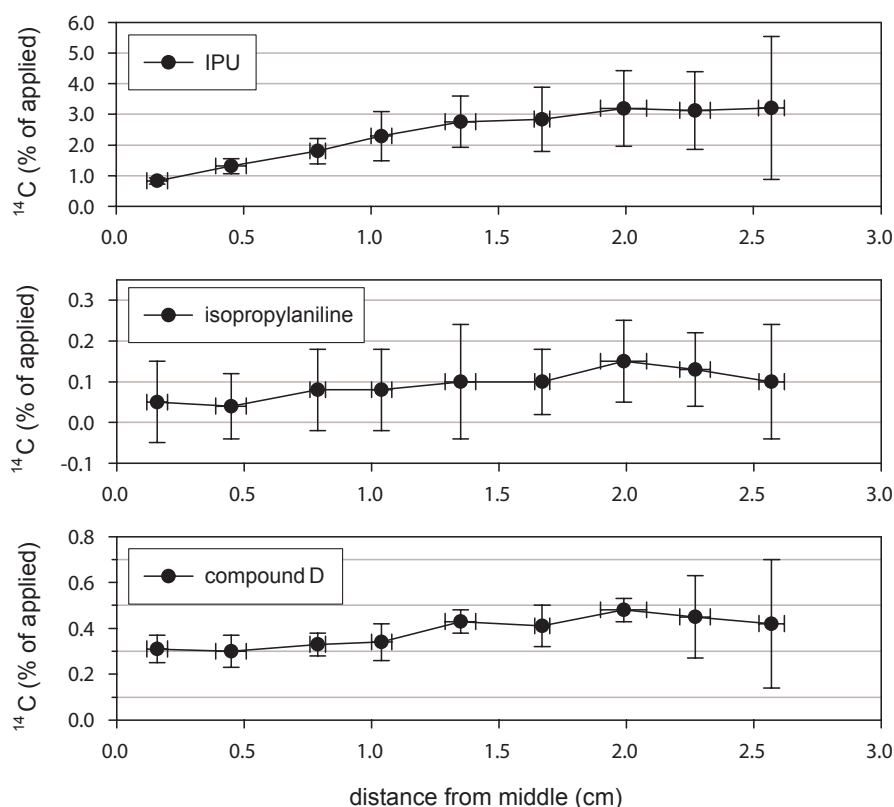 6.0
5.0
4.0
3.0
2.0
1.0
0.0
¹⁴C (% of applied)
IPU
0.0 0.5 1.0 1.5 2.0 2.5 3.0
0.3
0.2
0.1
0.0
-0.1
¹⁴C (% of applied)
isopropylaniline
0.0 0.5 1.0 1.5 2.0 2.5 3.0
0.8
0.6
0.4
0.2
0.0
¹⁴C (% of applied)
compound D
0.0 0.5 1.0 1.5 2.0 2.5 3.0
distance from middle (cm)